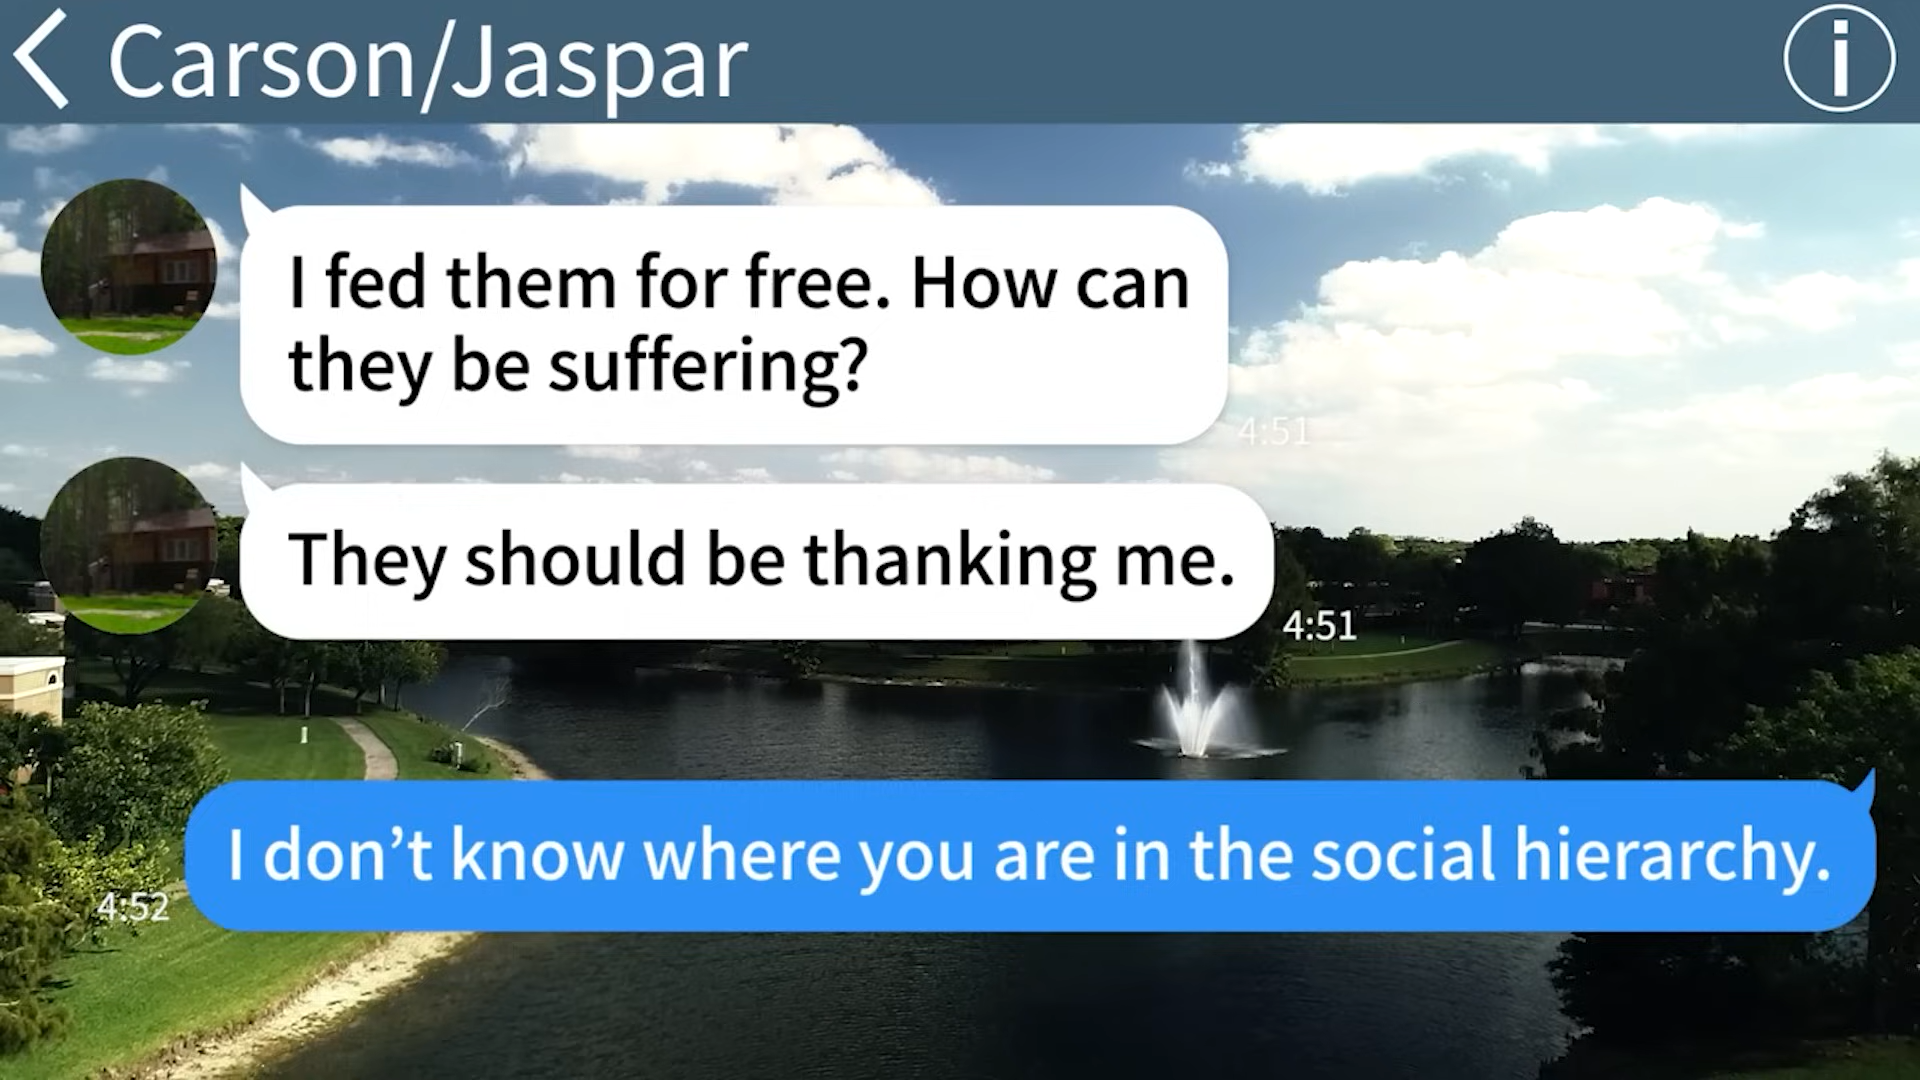 Carson/Jaspar
I fed them for free. How can
they be suffering?
4:51
They should be thanking me.
4:51
I don’t know where you are in the social hierarchy.
4:52